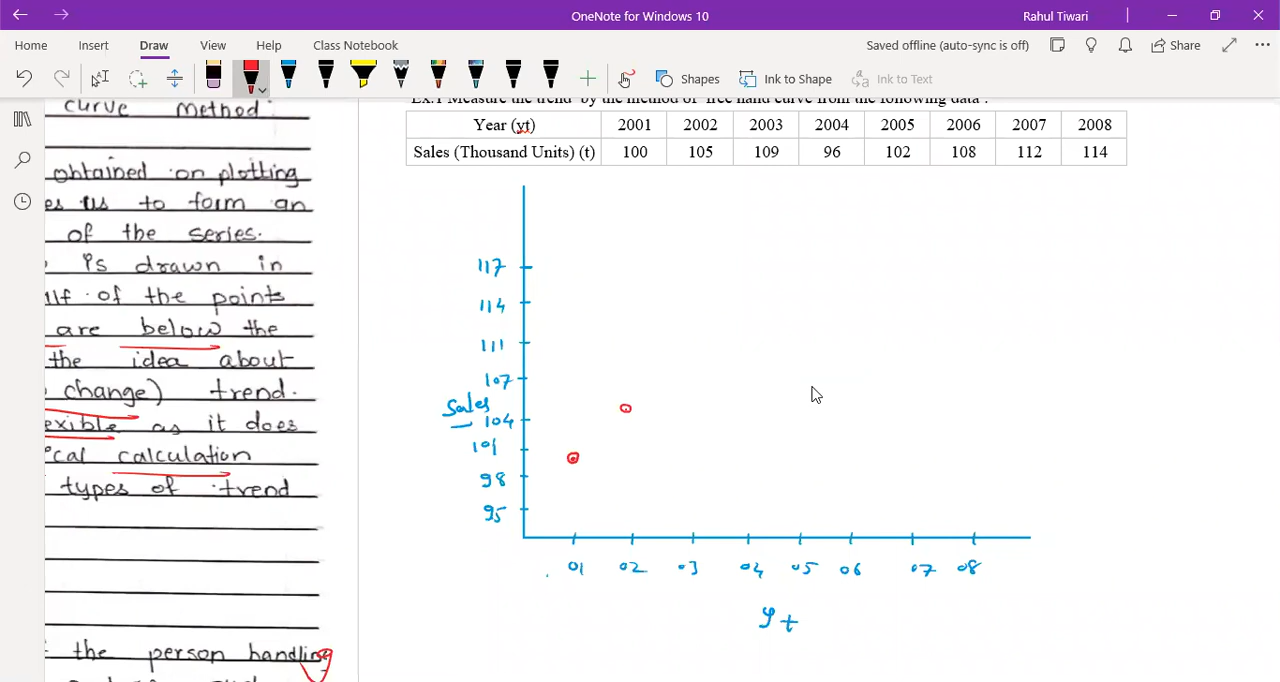 OneNote for Windows 10
Rahul Tiwari
Home Insert Draw View Help Class Notebook
Saved offline (auto-sync is off)
Share
Shapes
Ink to Shape
Ink to Text
curve Method:
obtained on plotting
es us to form an
of the series.
is drawn in
lf of the points
are below the
the idea about
change) trend.
exible as it does
cal calculation
types of trend
the person handling
Ex.1 Measure the trend by the method of free hand curve from the following data :
Year (yt) 2001 2002 2003 2004 2005 2006 2007 2008
Sales (Thousand Units) (t) 100 105 109 96 102 108 112 114
117
114
111
107
Sales
104
101
98
95
01 02 03 04 05 06 07 08
yt